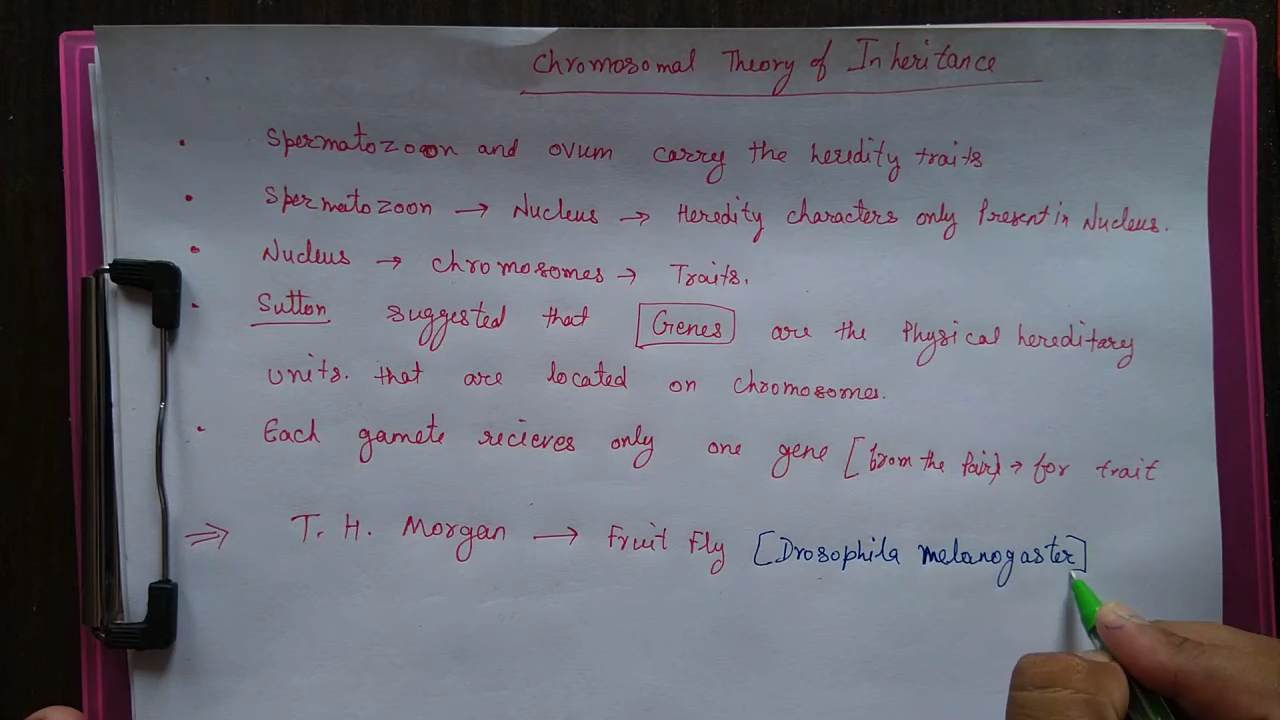 Chromosomal Theory of Inheritance
• Spermatozoon and ovum carry the heredity traits
• Spermatozoon → Nucleus → Heredity characters only Present in Nucleus.
• Nucleus → chromosomes → Traits.
• Sutton suggested that Genes are the Physical hereditary
units. that are located on chromosomes.
• Each gamete recieves only one gene [from the pair) → for trait
⇒ T. H. Morgan → Fruit Fly [Drosophila melanogaster]